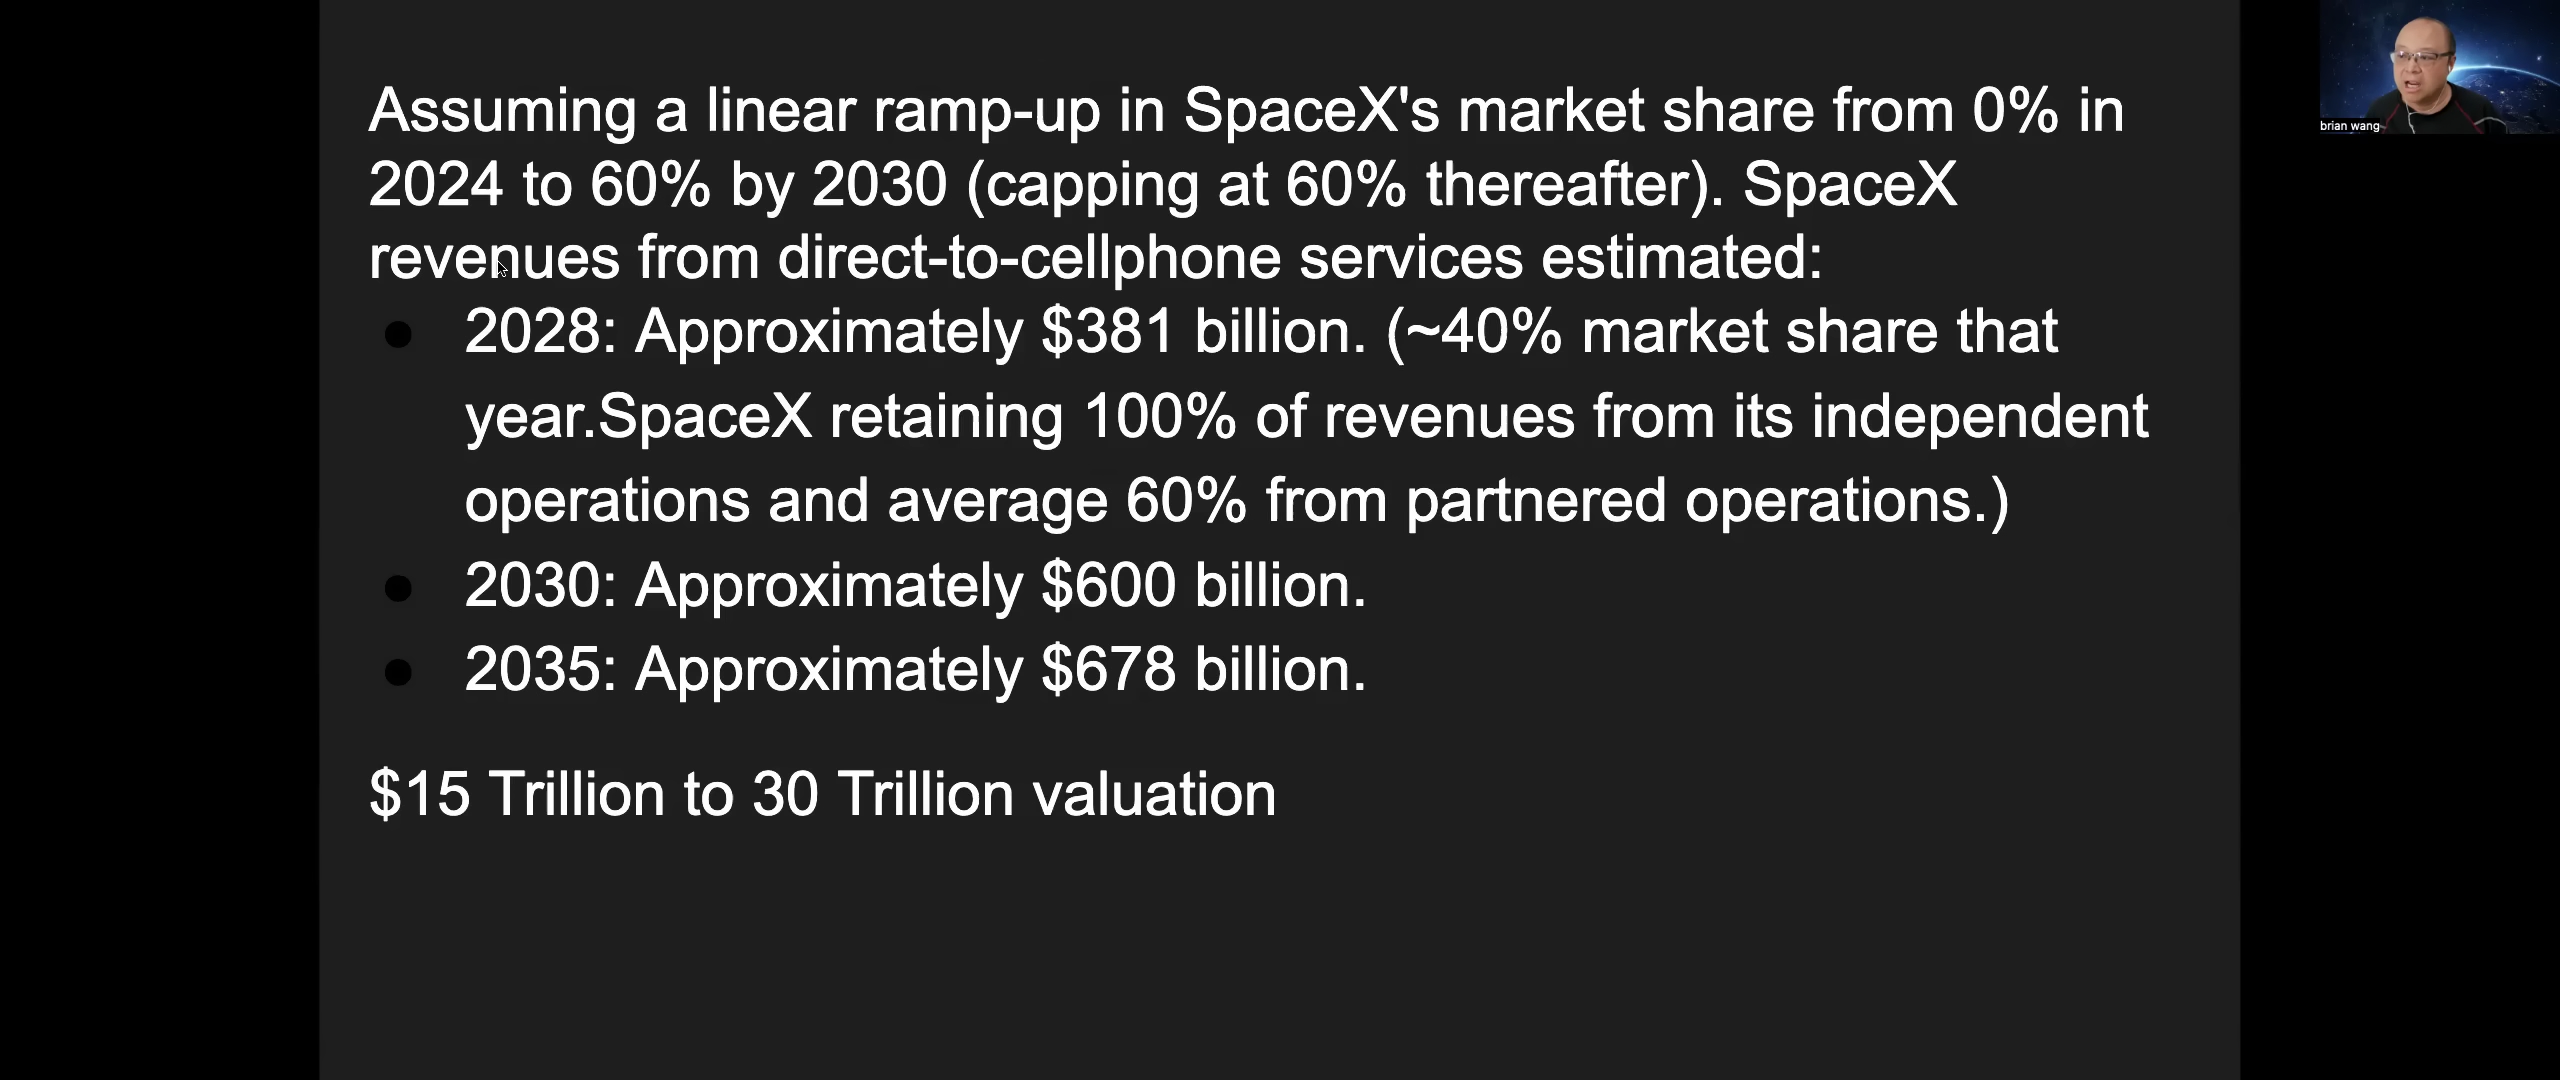 Assuming a linear ramp-up in SpaceX's market share from 0% in
2024 to 60% by 2030 (capping at 60% thereafter). SpaceX
revenues from direct-to-cellphone services estimated:
2028: Approximately $381 billion. (~40% market share that
year.SpaceX retaining 100% of revenues from its independent
operations and average 60% from partnered operations.)
2030: Approximately $600 billion.
2035: Approximately $678 billion.
$15 Trillion to 30 Trillion valuation
brian wang